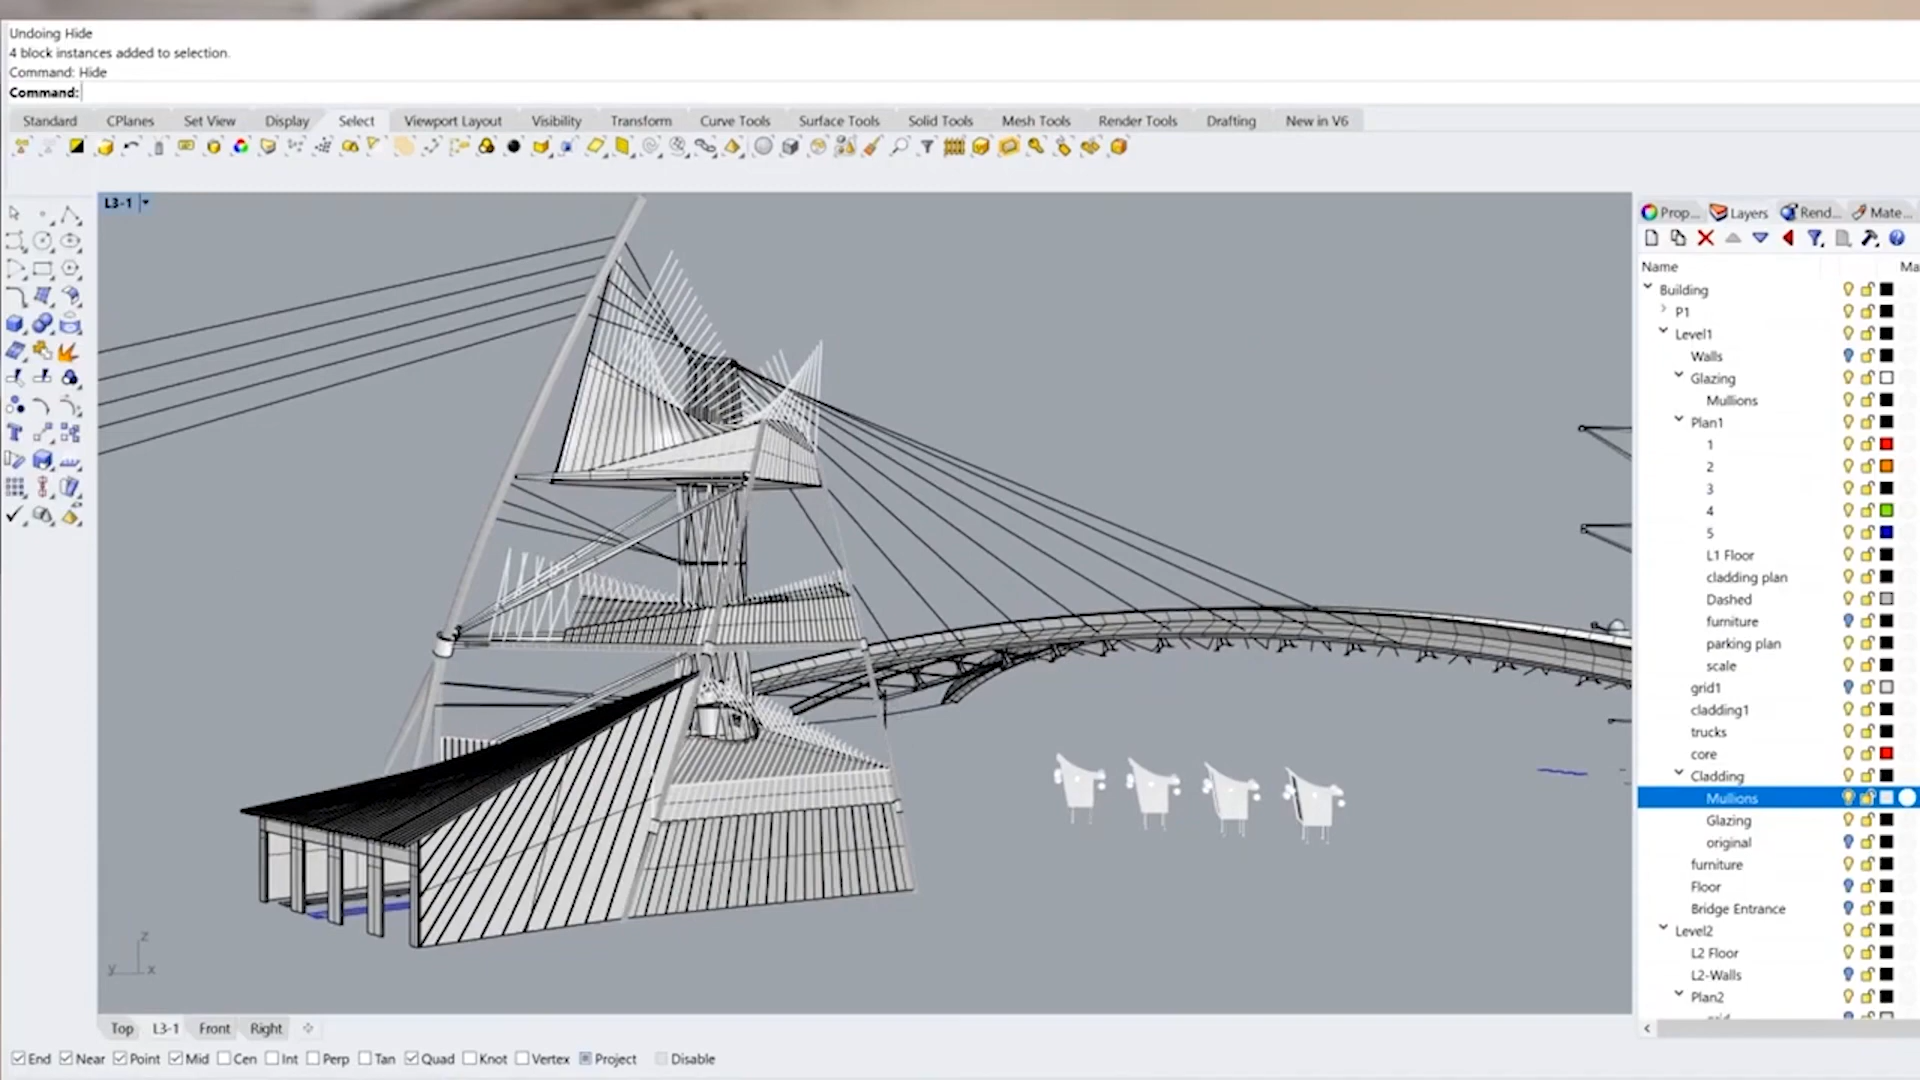 Undoing Hide
4 block instances added to selection.
Command: Hide
Command:
Standard CPlanes Set View Display Select Viewport Layout Visibility Transform Curve Tools Surface Tools Solid Tools Mesh Tools Render Tools Drafting New in V6
L3-1
Prop... Layers Rend... Mate...
Name Ma
Building
P1
Level1
Walls
Glazing
Mullions
Plan1
1
2
3
4
5
L1 Floor
cladding plan
Dashed
furniture
parking plan
scale
grid1
cladding1
trucks
core
Cladding
Mullions
Glazing
original
furniture
Floor
Bridge Entrance
Level2
L2 Floor
L2-Walls
Plan2
z
y x
Top L3-1 Front Right
End Near Point Mid Cen Int Perp Tan Quad Knot Vertex Project Disable